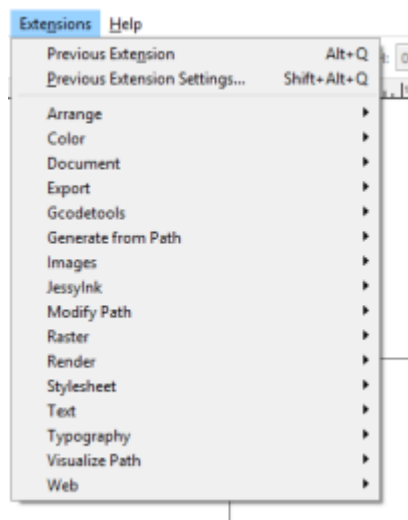 Extensions Help
Previous Extension Alt+Q
Previous Extension Settings... Shift+Alt+Q
Arrange
Color
Document
Export
Gcodetools
Generate from Path
Images
JessyInk
Modify Path
Raster
Render
Stylesheet
Text
Typography
Visualize Path
Web